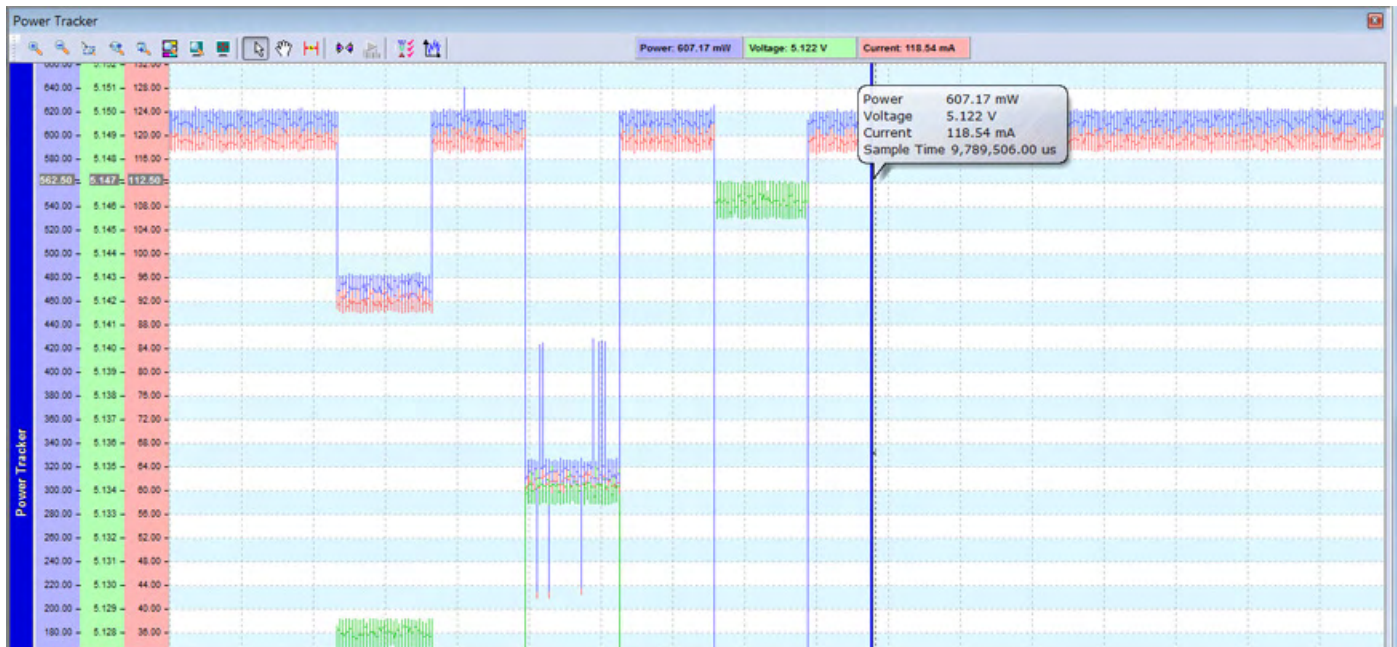 Power Tracker
Power: 607.17 mW Voltage: 5.122 V Current: 118.54 mA
640.00 5.151 128.00
620.00 5.150 124.00
600.00 5.149 120.00
580.00 5.148 116.00
562.50 5.147 112.50
540.00 5.146 108.00
520.00 5.145 104.00
500.00 5.144 100.00
480.00 5.143 96.00
460.00 5.142 92.00
440.00 5.141 88.00
420.00 5.140 84.00
400.00 5.139 80.00
380.00 5.138 76.00
360.00 5.137 72.00
340.00 5.136 68.00
320.00 5.135 64.00
300.00 5.134 60.00
280.00 5.133 56.00
260.00 5.132 52.00
240.00 5.131 48.00
220.00 5.130 44.00
200.00 5.129 40.00
180.00 5.128 36.00
Power Tracker
Power 607.17 mW
Voltage 5.122 V
Current 118.54 mA
Sample Time 9,789,506.00 us